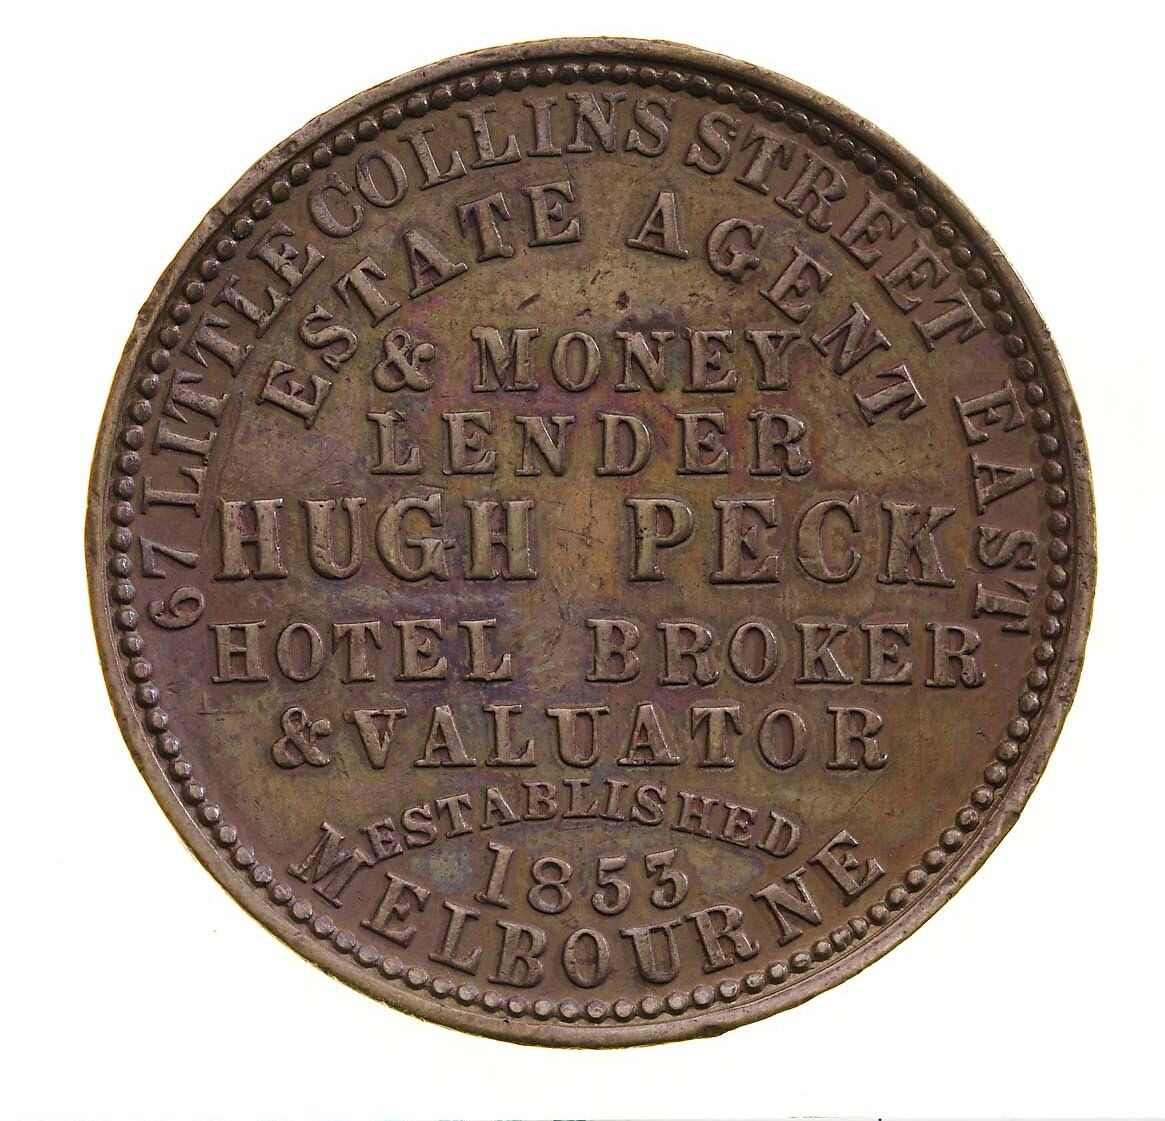 67 LITTLE COLLINS STREET EAST
ESTATE AGENT
& MONEY
LENDER
HUGH PECK
HOTEL BROKER
& VALUATOR
ESTABLISHED
1853
MELBOURNE